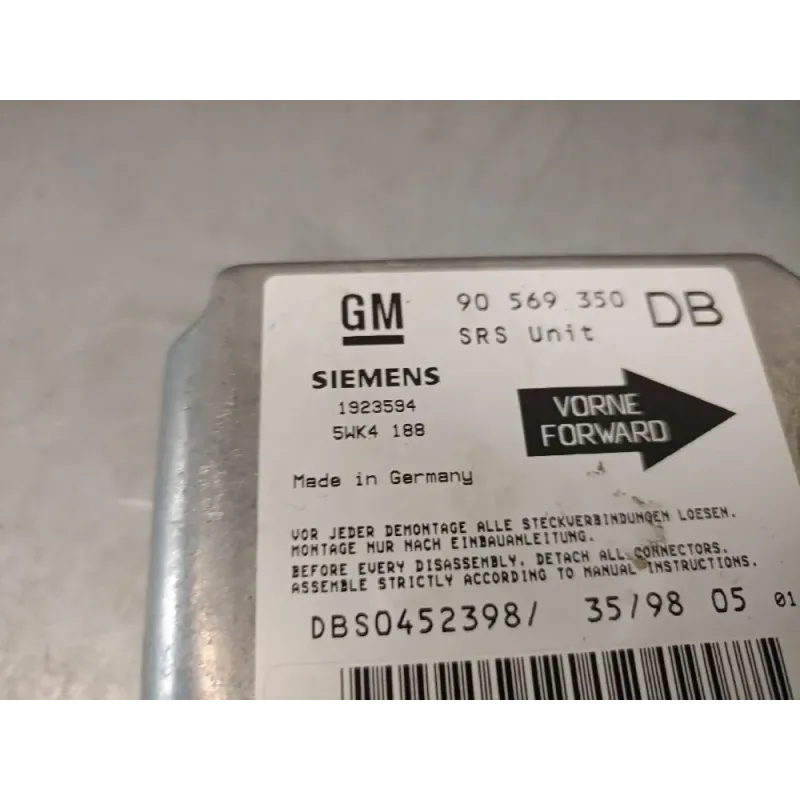 GM
90 569 350 DB
SRS Unit
SIEMENS
1923594
5WK4 188
VORNE
FORWARD
Made in Germany
VOR JEDER DEMONTAGE ALLE STECKVERBINDUNGEN LOESEN.
MONTAGE NUR NACH EINBAUANLEITUNG.
BEFORE EVERY DISASSEMBLY, DETACH ALL CONNECTORS.
ASSEMBLE STRICTLY ACCORDING TO MANUAL INSTRUCTIONS.
DBS0452398/ 35/98 05 01